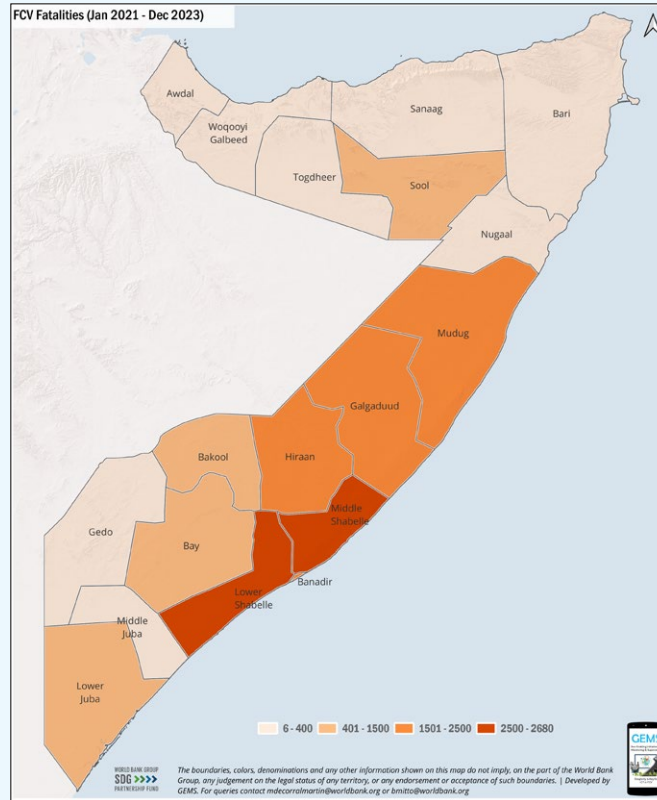 FCV Fatalities (Jan 2021 - Dec 2023)
Awdal
Woqooyi
Galbeed
Togdheer
Sanaag
Bari
Sool
Nugaal
Mudug
Galgaduud
Hiraan
Bakool
Middle
Shabelle
Gedo
Bay
Banadir
Lower
Shabelle
Middle
Juba
Lower
Juba
6 - 400
401 - 1500
1501 - 2500
2500 - 2680
WORLD BANK GROUP
SDG >>>>
PARTNERSHIP FUND
The boundaries, colors, denominations and any other information shown on this map do not imply, on the part of the World Bank
Group, any judgement on the legal status of any territory, or any endorsement or acceptance of such boundaries. | Developed by
GEMS. For queries contact mdecorralmartin@worldbank.org or bmitto@worldbank.org
GEMS